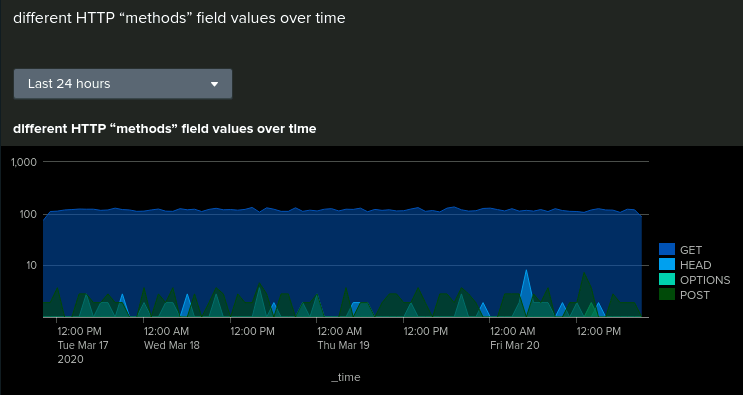 different HTTP “methods” field values over time
Last 24 hours
different HTTP “methods” field values over time
1,000
100
10
GET
HEAD
OPTIONS
POST
12:00 PM 12:00 AM 12:00 PM 12:00 AM 12:00 PM 12:00 AM 12:00 PM
Tue Mar 17 Wed Mar 18 Thu Mar 19 Fri Mar 20
2020
_time